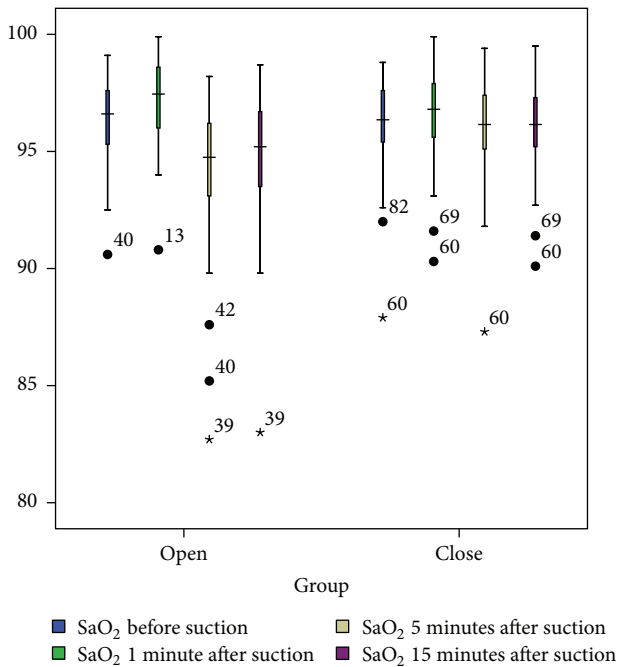 100
95
90
85
80
40
13
42
40
39
39
82
60
69
60
60
69
60
Open
Close
Group
SaO₂ before suction
SaO₂ 1 minute after suction
SaO₂ 5 minutes after suction
SaO₂ 15 minutes after suction